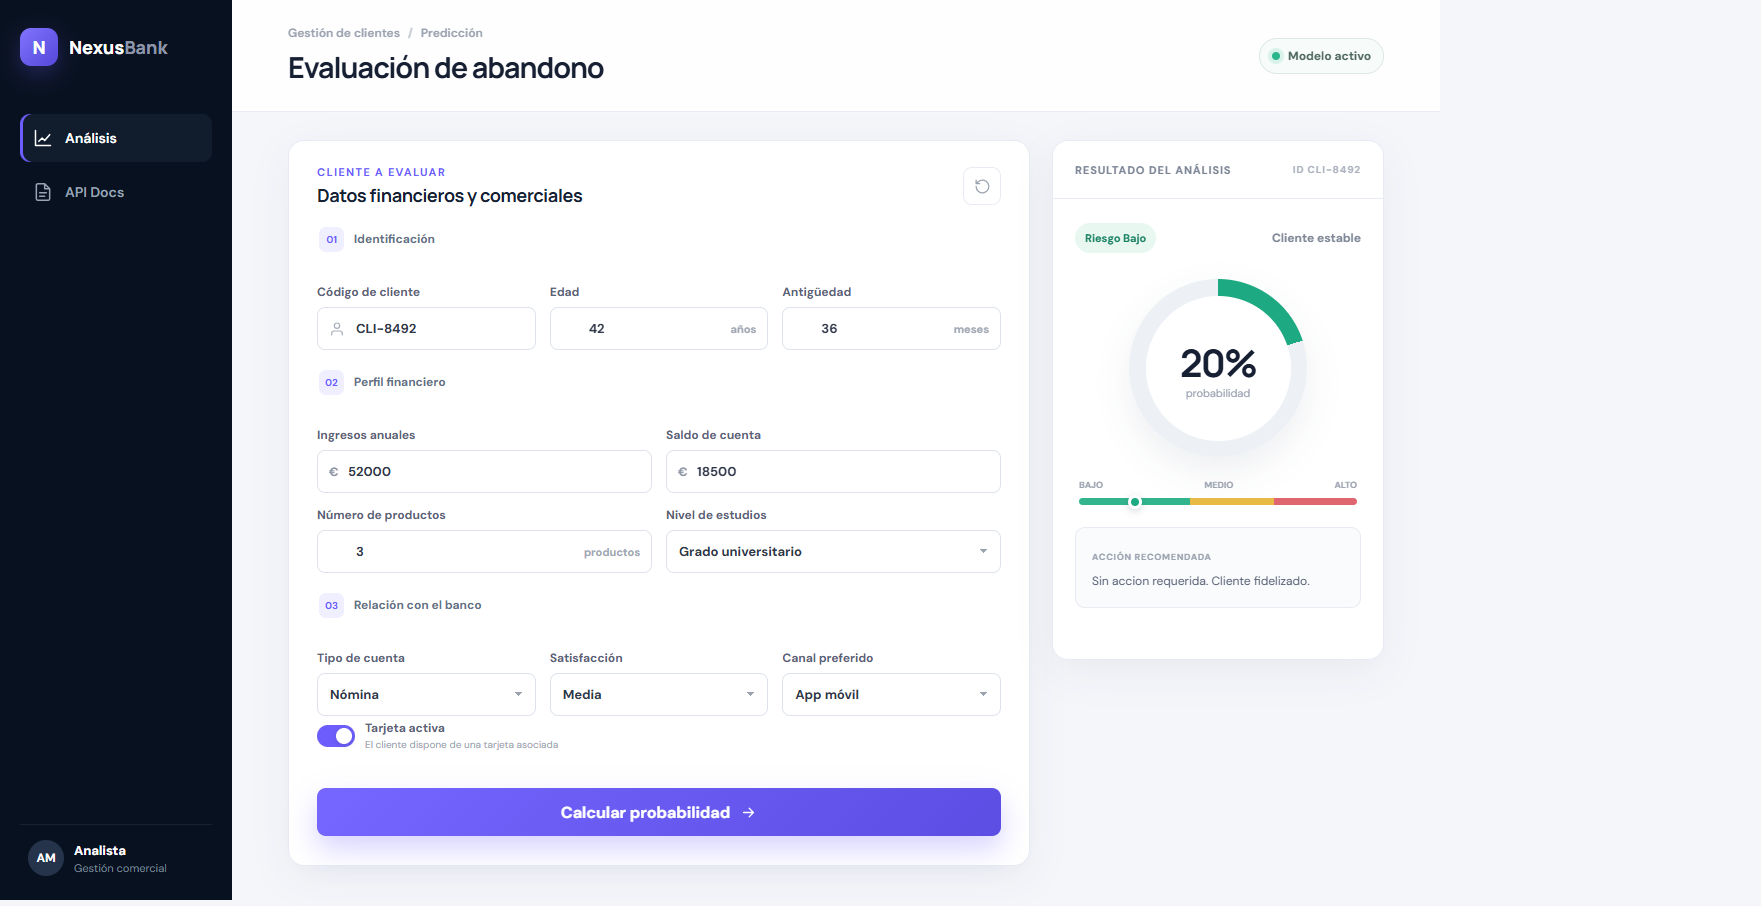 N NexusBank
Análisis
API Docs
AM
Analista
Gestión comercial
Gestión de clientes / Predicción
Evaluación de abandono
Modelo activo
CLIENTE A EVALUAR
Datos financieros y comerciales
01 Identificación
Código de cliente
CLI-8492
Edad
42 años
Antigüedad
36 meses
02 Perfil financiero
Ingresos anuales
€ 52000
Saldo de cuenta
€ 18500
Número de productos
3 productos
Nivel de estudios
Grado universitario
03 Relación con el banco
Tipo de cuenta
Nómina
Satisfacción
Media
Canal preferido
App móvil
Tarjeta activa
El cliente dispone de una tarjeta asociada
Calcular probabilidad →
RESULTADO DEL ANÁLISIS
ID CLI-8492
Riesgo Bajo
Cliente estable
20%
probabilidad
BAJO MEDIO ALTO
ACCIÓN RECOMENDADA
Sin accion requerida. Cliente fidelizado.